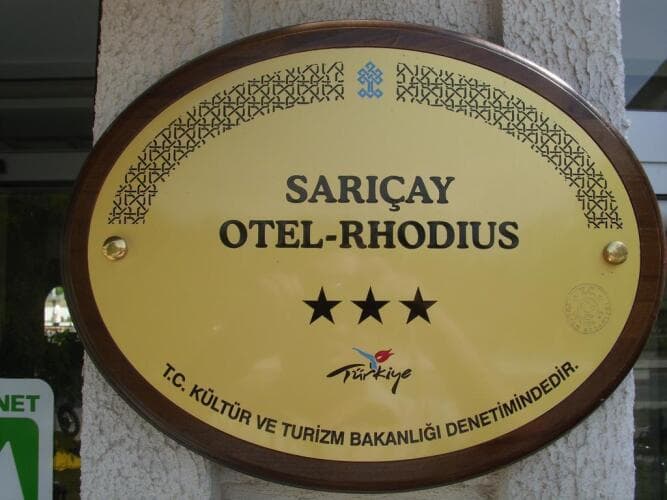 SARIÇAY
OTEL-RHODIUS
Türkiye
T.C. KÜLTÜR VE TURİZM BAKANLIĞI DENETİMİNDEDİR.
NET